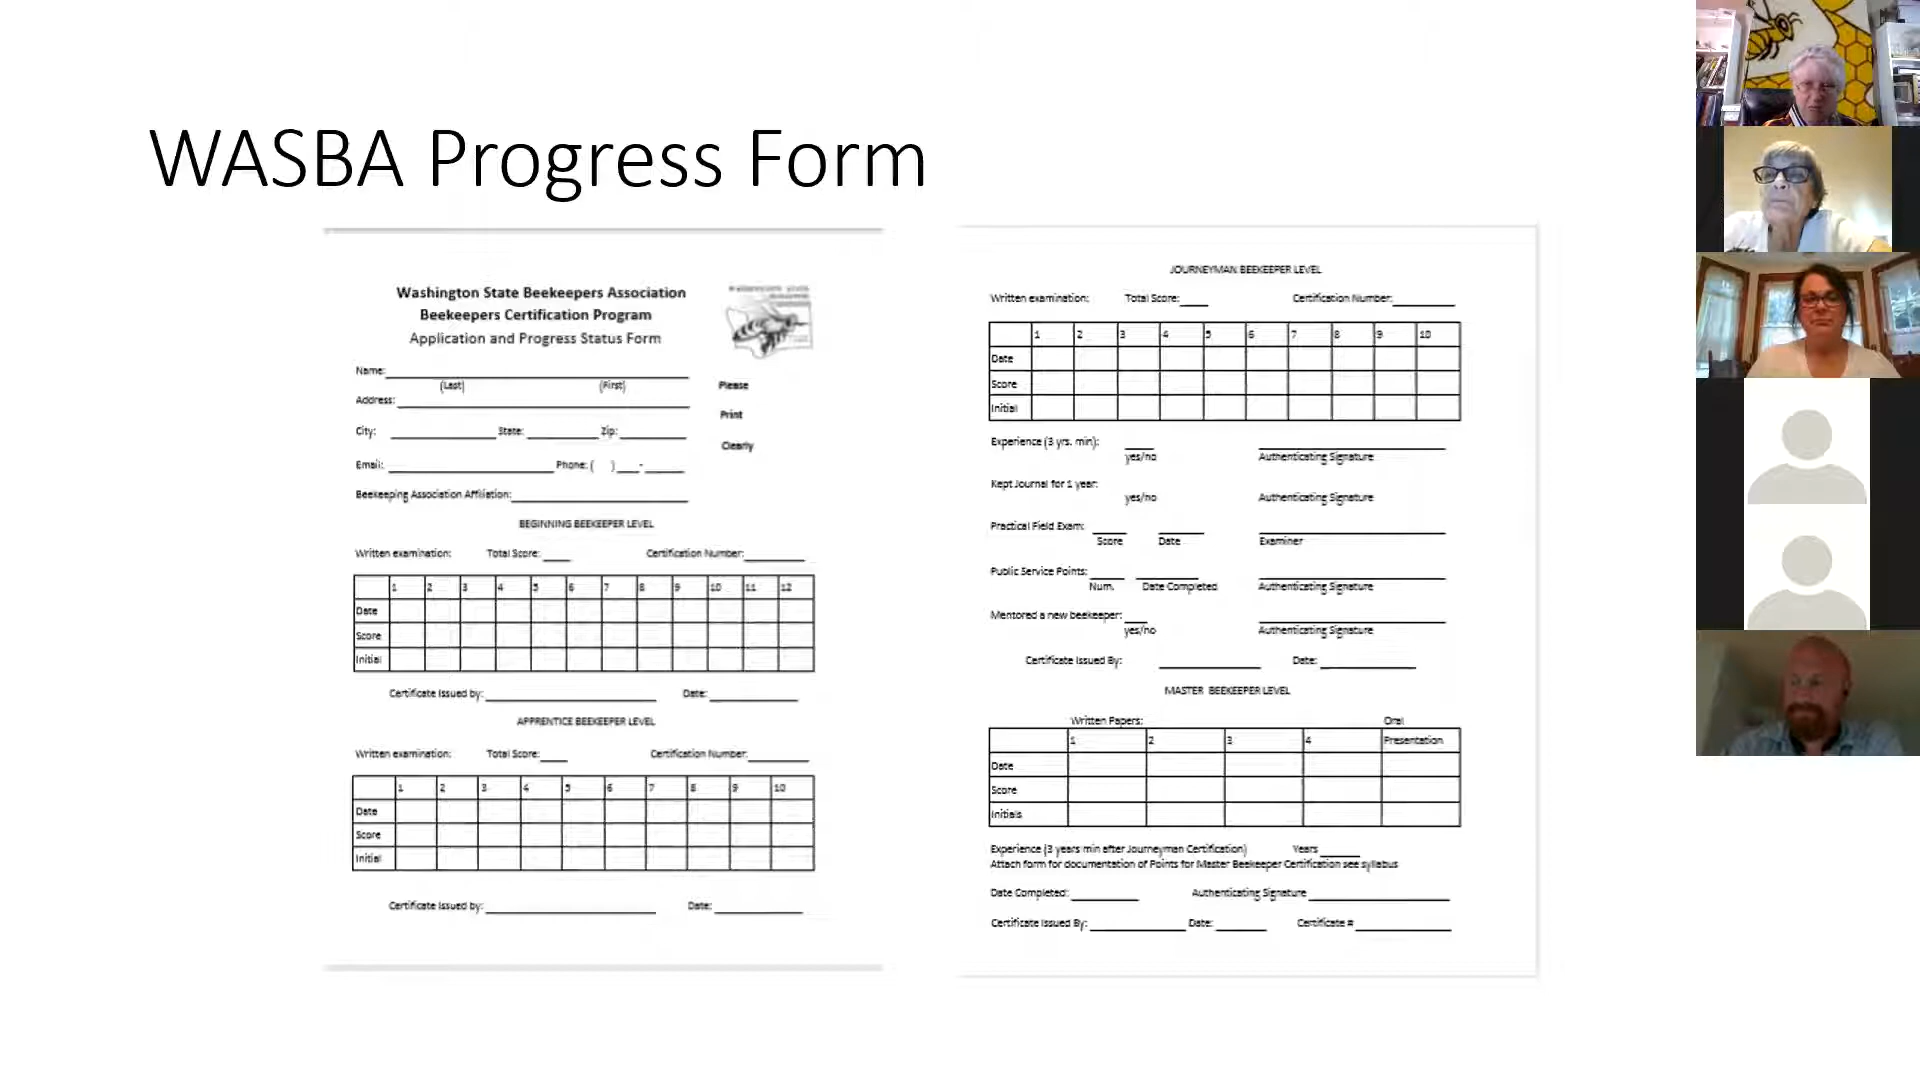 WASBA Progress Form
Washington State Beekeepers Association
Beekeepers Certification Program
Application and Progress Status Form
Name:
(Last) (First) Please
Address:
Print
City: State: Zip:
Clearly
Email: Phone: ( ) -
Beekeeping Association Affiliation:
BEGINNING BEEKEEPER LEVEL
Written examination: Total Score: Certification Number:
1 2 3 4 5 6 7 8 9 10 11 12
Date
Score
Initial
Certificate Issued by: Date:
APPRENTICE BEEKEEPER LEVEL
Written examination: Total Score: Certification Number:
1 2 3 4 5 6 7 8 9 10
Date
Score
Initial
Certificate Issued by: Date:
JOURNEYMAN BEEKEEPER LEVEL
Written examination: Total Score: Certification Number:
1 2 3 4 5 6 7 8 9 10
Date
Score
Initial
Experience (3 yrs. min):
yes/no Authenticating Signature
Kept Journal for 1 year:
yes/no Authenticating Signature
Practical Field Exam:
Score Date Examiner
Public Service Points:
Num. Date Completed Authenticating Signature
Mentored a new beekeeper:
yes/no Authenticating Signature
Certificate Issued By: Date:
MASTER BEEKEEPER LEVEL
Written Papers: Oral
1 2 3 4 Presentation
Date
Score
Initials
Experience (3 years min after Journeyman Certification) Years
Attach form for documentation of Points for Master Beekeeper Certification see syllabus
Date Completed: Authenticating Signature
Certificate Issued By: Date: Certificate #